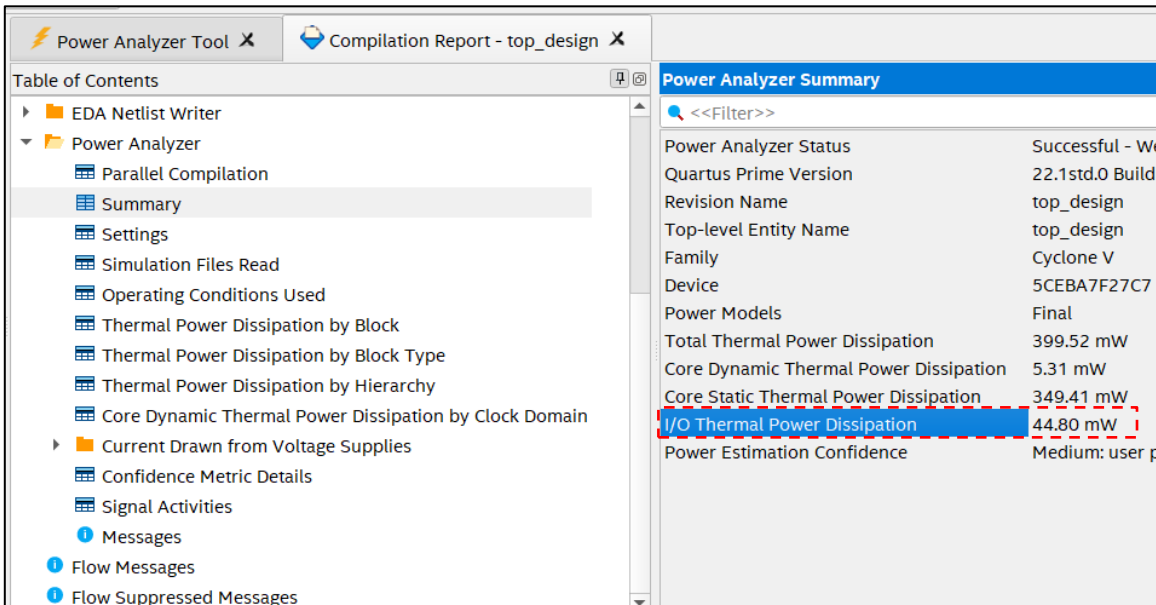 Power Analyzer Tool
Compilation Report - top_design
Table of Contents
EDA Netlist Writer
Power Analyzer
Parallel Compilation
Summary
Settings
Simulation Files Read
Operating Conditions Used
Thermal Power Dissipation by Block
Thermal Power Dissipation by Block Type
Thermal Power Dissipation by Hierarchy
Core Dynamic Thermal Power Dissipation by Clock Domain
Current Drawn from Voltage Supplies
Confidence Metric Details
Signal Activities
Messages
Flow Messages
Flow Suppressed Messages
Power Analyzer Summary
<<Filter>>
Power Analyzer Status Successful - We
Quartus Prime Version 22.1std.0 Build
Revision Name top_design
Top-level Entity Name top_design
Family Cyclone V
Device 5CEBA7F27C7
Power Models Final
Total Thermal Power Dissipation 399.52 mW
Core Dynamic Thermal Power Dissipation 5.31 mW
Core Static Thermal Power Dissipation 349.41 mW
I/O Thermal Power Dissipation 44.80 mW
Power Estimation Confidence Medium: user p